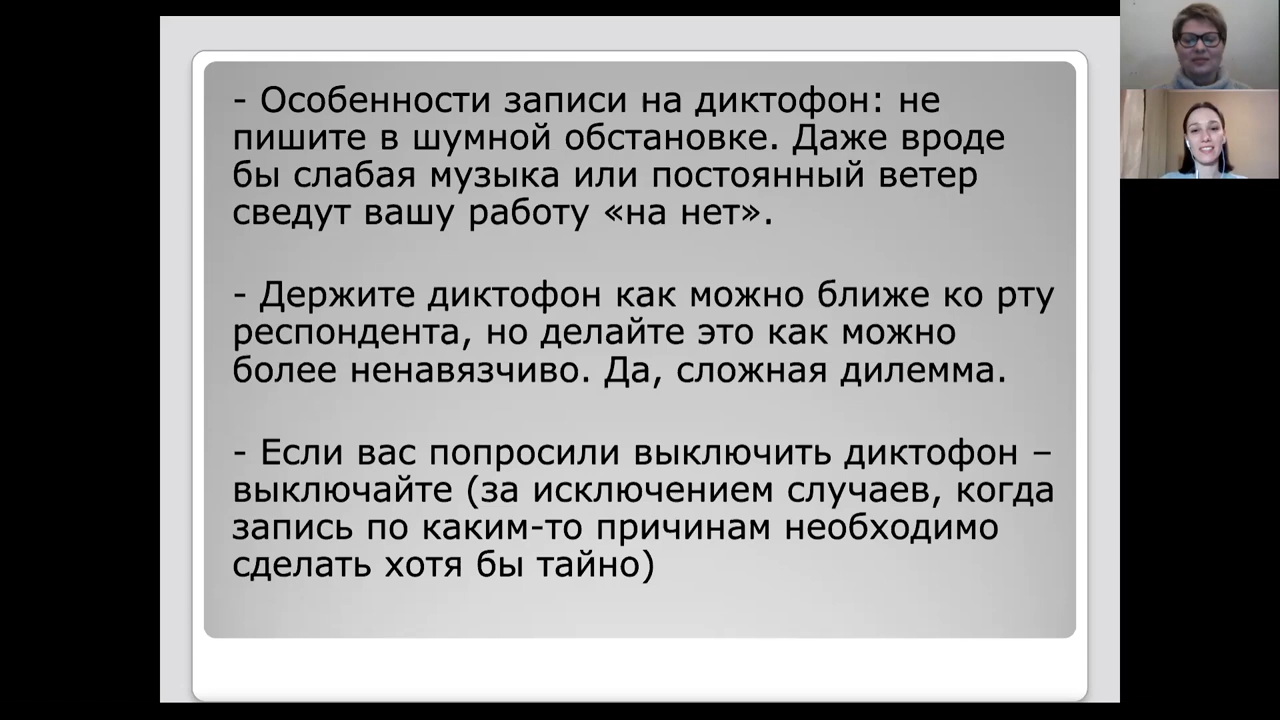 - Особенности записи на диктофон: не
пишите в шумной обстановке. Даже вроде
бы слабая музыка или постоянный ветер
сведут вашу работу «на нет».
- Держите диктофон как можно ближе ко рту
респондента, но делайте это как можно
более ненавязчиво. Да, сложная дилемма.
- Если вас попросили выключить диктофон –
выключайте (за исключением случаев, когда
запись по каким-то причинам необходимо
сделать хотя бы тайно)